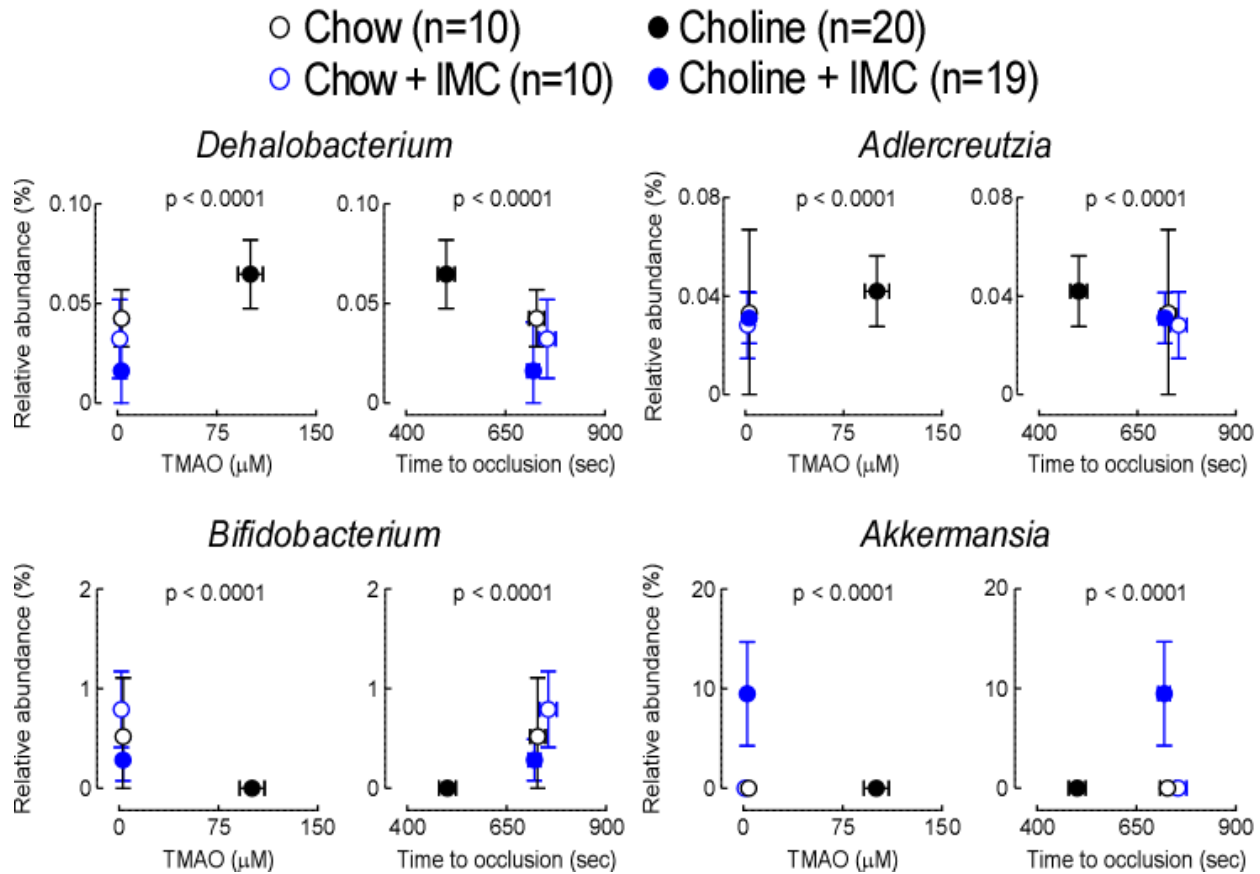 Chow (n=10) Choline (n=20)
Chow + IMC (n=10) Choline + IMC (n=19)
Dehalobacterium Adlercreutzia
Relative abundance (%)
0.10
0.05
0
p < 0.0001
0 75 150
TMAO (μM)
0.10
0.05
0
p < 0.0001
400 650 900
Time to occlusion (sec)
Relative abundance (%)
0.08
0.04
0
p < 0.0001
0 75 150
TMAO (μM)
0.08
0.04
0
p < 0.0001
400 650 900
Time to occlusion (sec)
Bifidobacterium Akkermansia
Relative abundance (%)
2
1
0
p < 0.0001
0 75 150
TMAO (μM)
2
1
0
p < 0.0001
400 650 900
Time to occlusion (sec)
Relative abundance (%)
20
10
0
p < 0.0001
0 75 150
TMAO (μM)
20
10
0
p < 0.0001
400 650 900
Time to occlusion (sec)